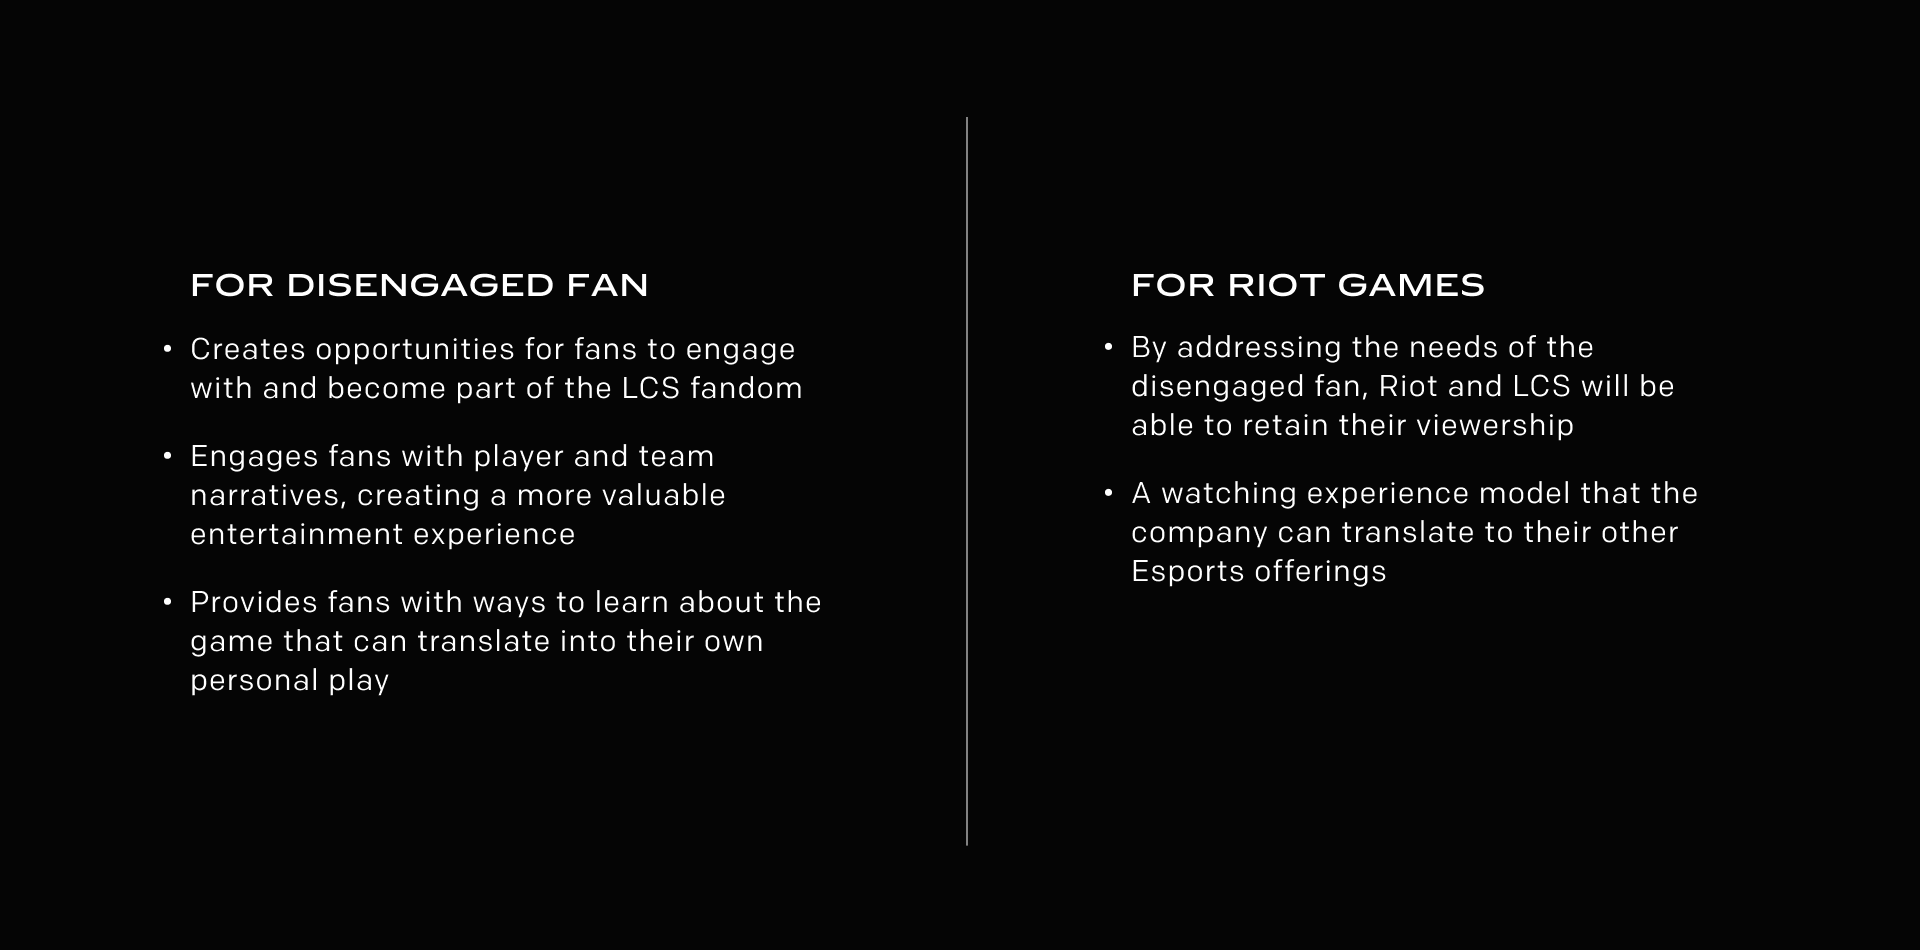 FOR DISENGAGED FAN
• Creates opportunities for fans to engage
with and become part of the LCS fandom
• Engages fans with player and team
narratives, creating a more valuable
entertainment experience
• Provides fans with ways to learn about the
game that can translate into their own
personal play
FOR RIOT GAMES
• By addressing the needs of the
disengaged fan, Riot and LCS will be
able to retain their viewership
• A watching experience model that the
company can translate to their other
Esports offerings